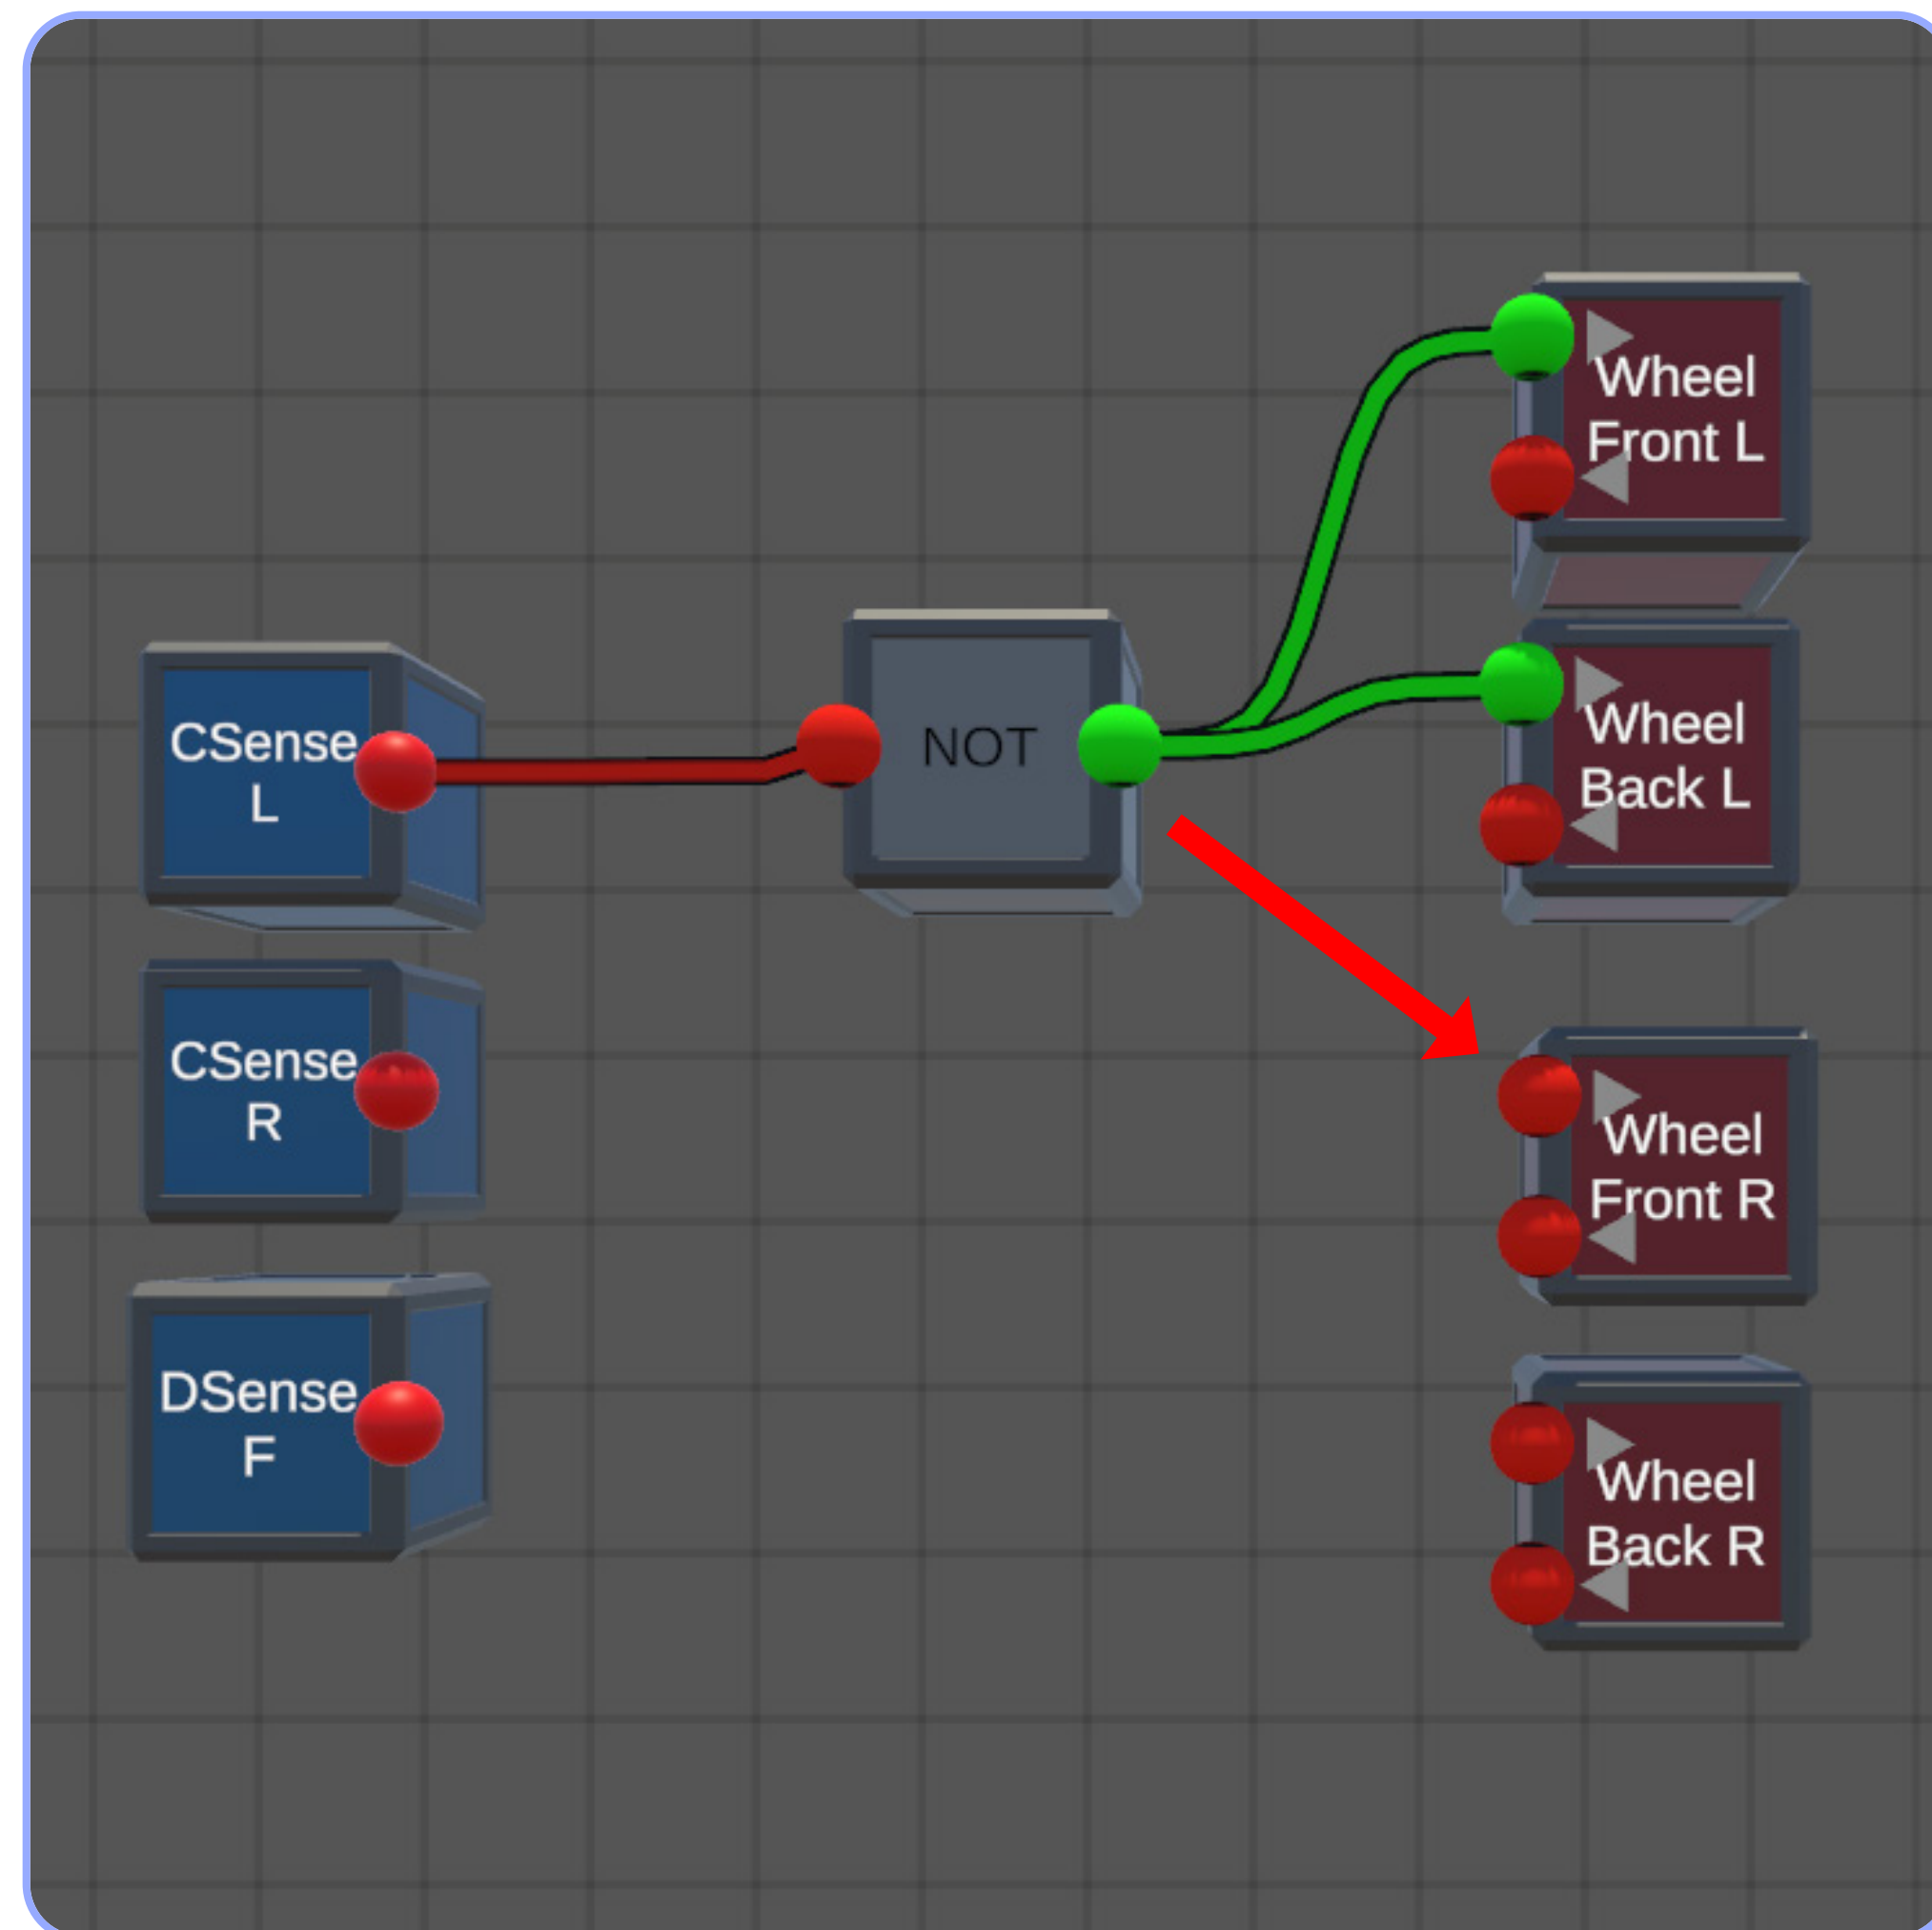 CSense
L
CSense
R
DSense
F
NOT
Wheel
Front L
Wheel
Back L
Wheel
Front R
Wheel
Back R